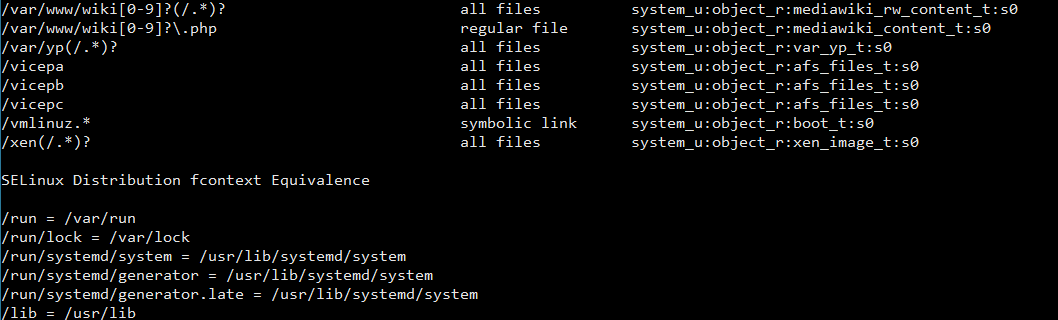 /var/www/wiki[0-9]?(/.*)? all files system_u:object_r:mediawiki_rw_content_t:s0
/var/www/wiki[0-9]?\.php regular file system_u:object_r:mediawiki_content_t:s0
/var/yp(/.*)? all files system_u:object_r:var_yp_t:s0
/vicepa all files system_u:object_r:afs_files_t:s0
/vicepb all files system_u:object_r:afs_files_t:s0
/vicepc all files system_u:object_r:afs_files_t:s0
/vmlinuz.* symbolic link system_u:object_r:boot_t:s0
/xen(/.*)? all files system_u:object_r:xen_image_t:s0
SELinux Distribution fcontext Equivalence
/run = /var/run
/run/lock = /var/lock
/run/systemd/system = /usr/lib/systemd/system
/run/systemd/generator = /usr/lib/systemd/system
/run/systemd/generator.late = /usr/lib/systemd/system
/lib = /usr/lib